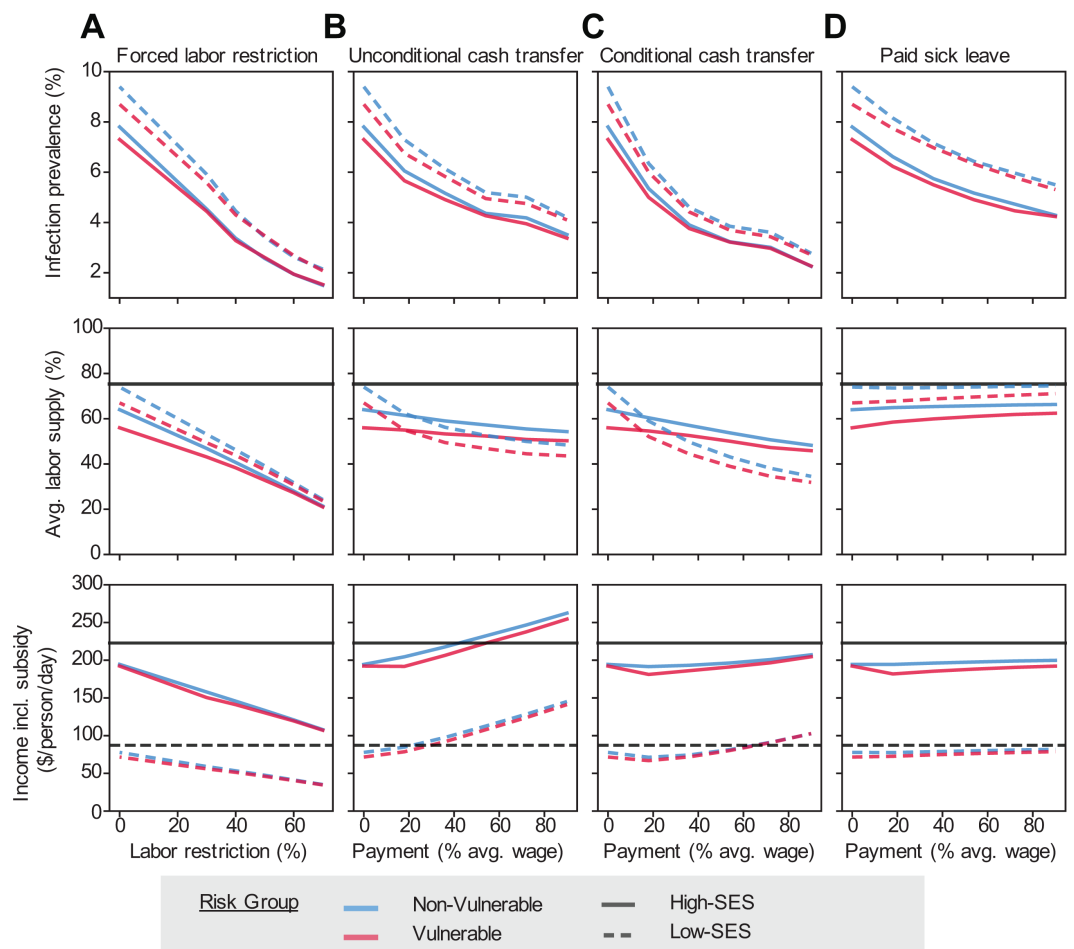 A B C D
Forced labor restriction Unconditional cash transfer Conditional cash transfer Paid sick leave
Infection prevalence (%)
10
8
6
4
2
Avg. labor supply (%)
100
80
60
40
20
0
Income incl. subsidy
($/person/day)
300
250
200
150
100
50
0
0 20 40 60 0 20 40 60 80 0 20 40 60 80 0 20 40 60 80
Labor restriction (%) Payment (% avg. wage) Payment (% avg. wage) Payment (% avg. wage)
Risk Group Non-Vulnerable High-SES
Vulnerable Low-SES